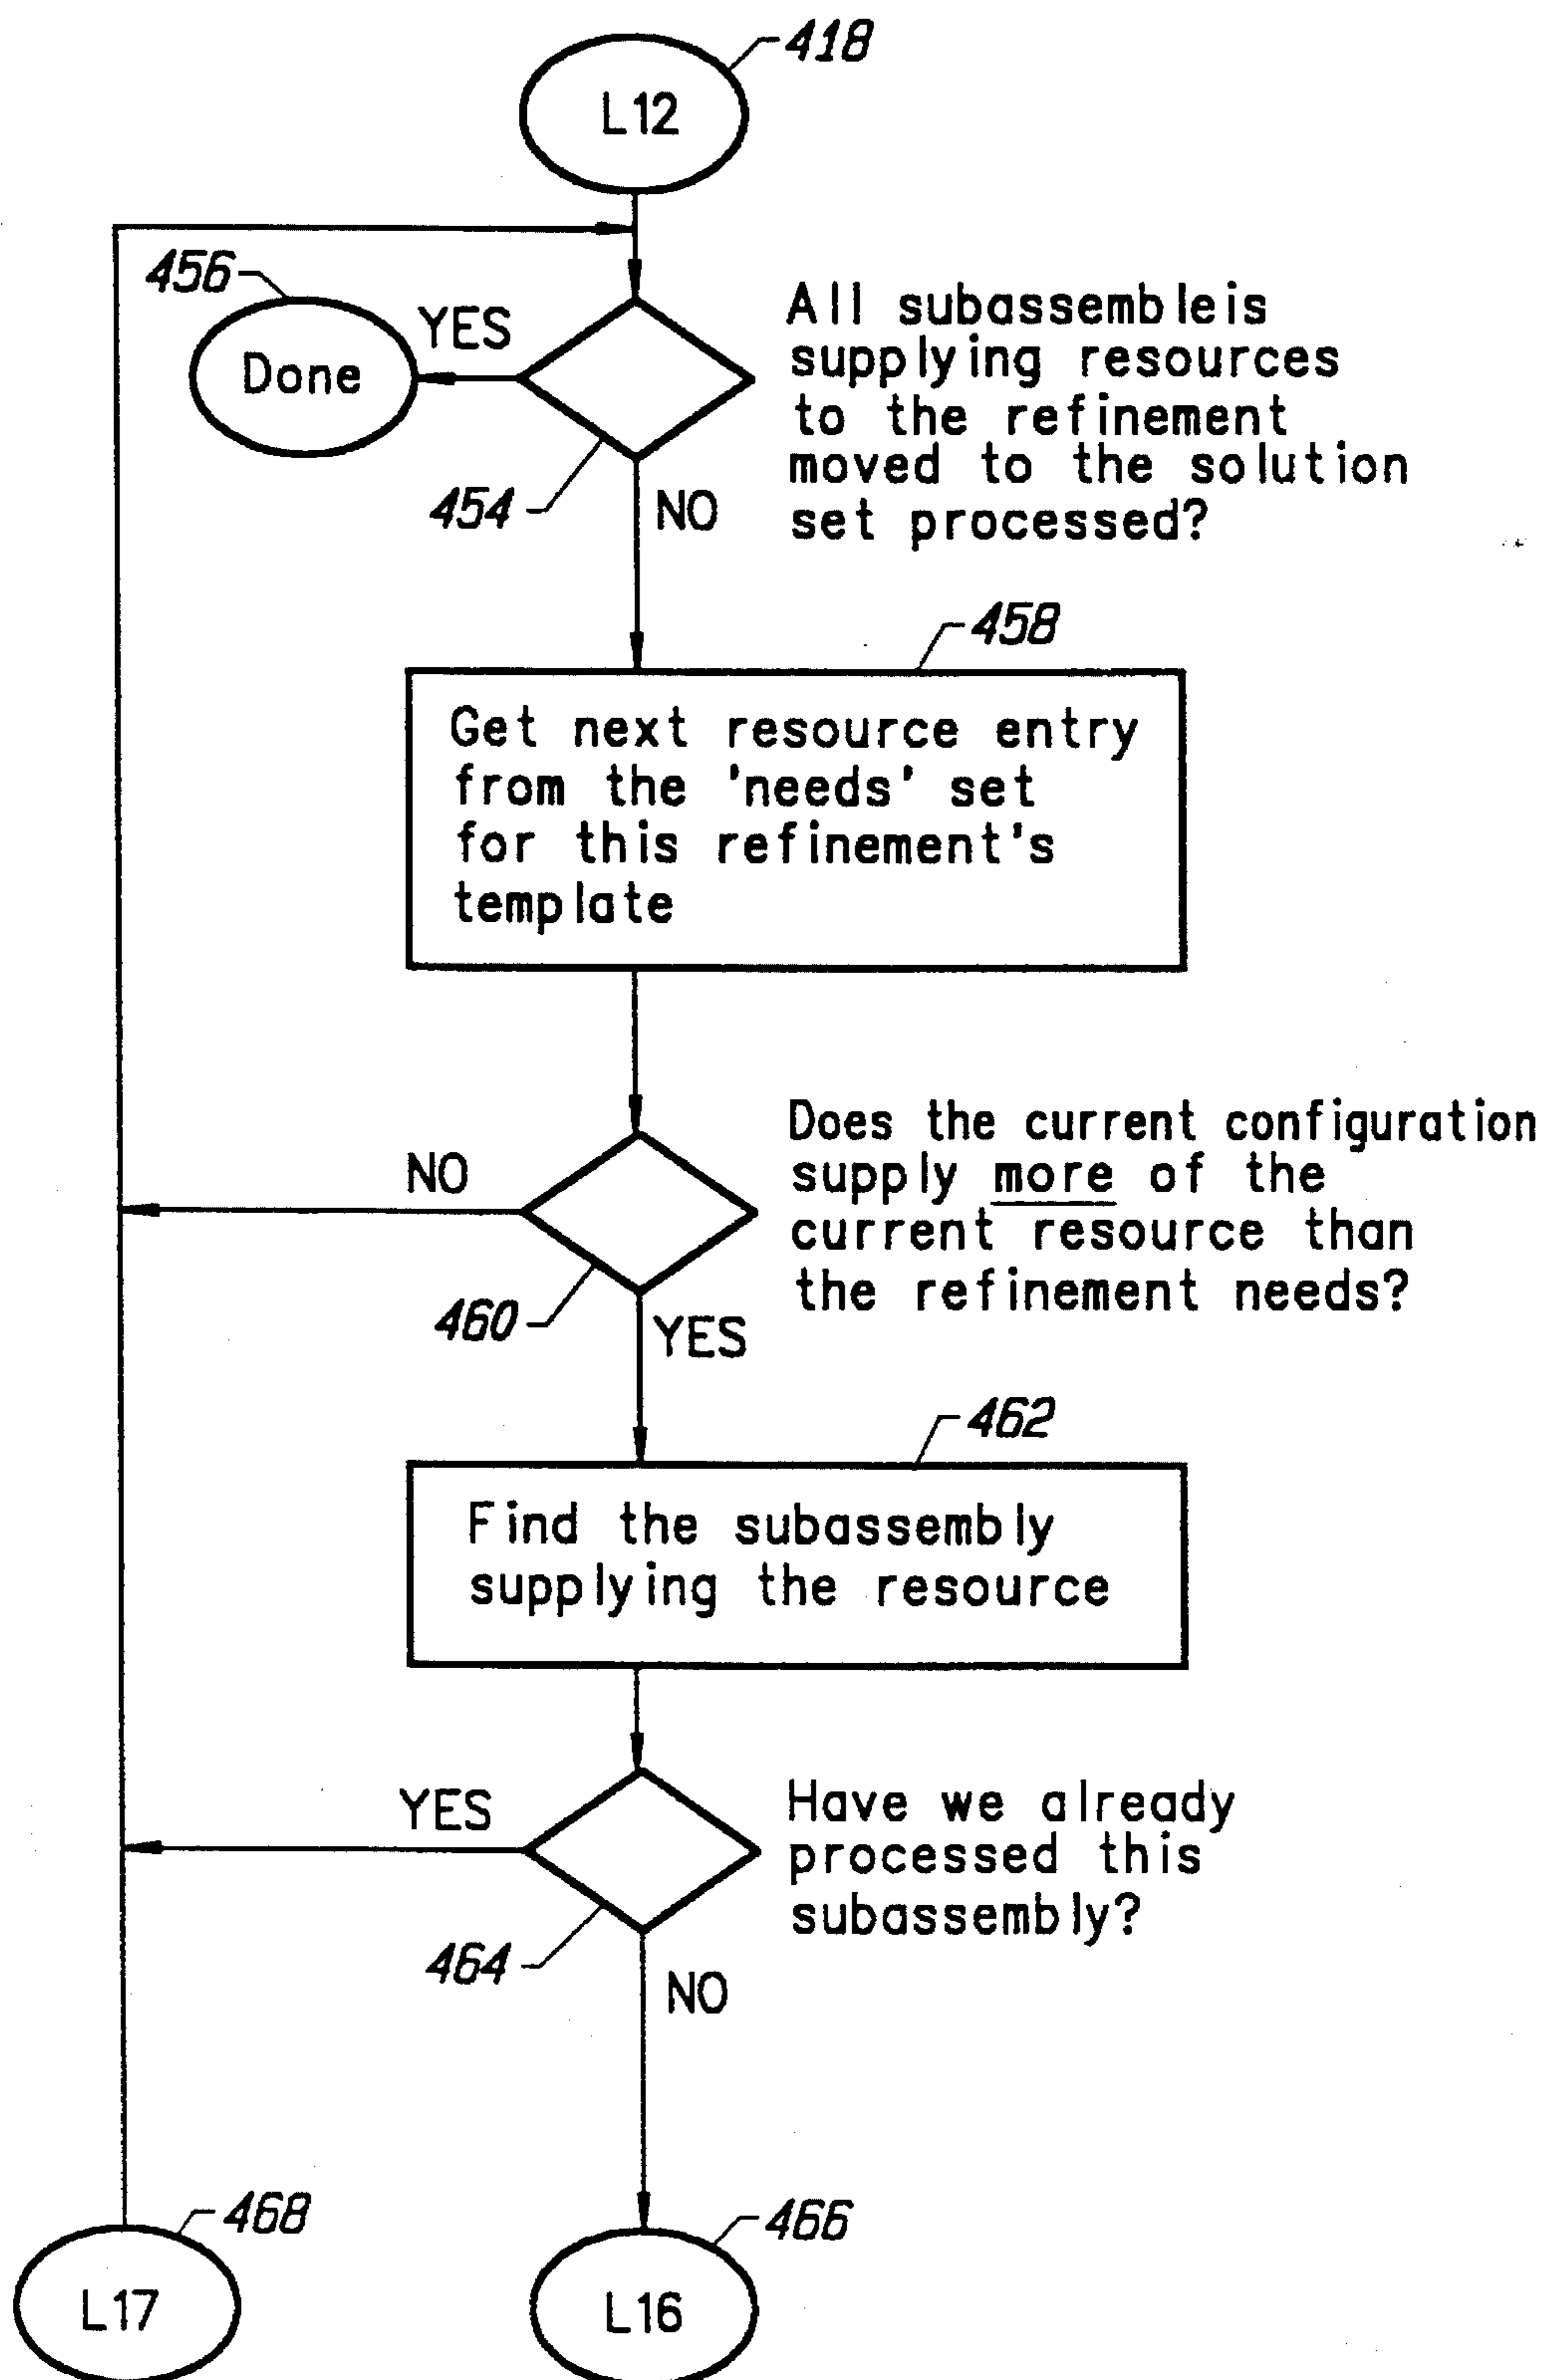 418
L12
456
YES
Done
All subassembleis
supplying resources
to the refinement
moved to the solution
set processed?
454
NO
458
Get next resource entry
from the 'needs' set
for this refinement's
template
Does the current configuration
supply more of the
current resource than
the refinement needs?
NO
460
YES
462
Find the subassembly
supplying the resource
YES
Have we already
processed this
subassembly?
464
NO
468
466
L17
L16